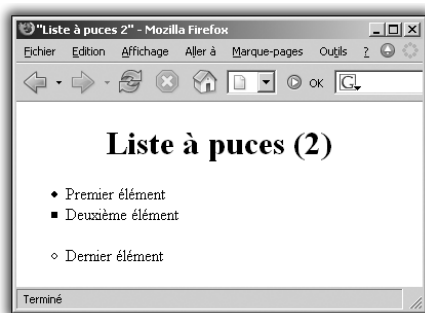 "Liste à puces 2" - Mozilla Firefox
Fichier Edition Affichage Aller à Marque-pages Outils ?
OK G
Liste à puces (2)
Premier élément
Deuxième élément
Dernier élément
Terminé